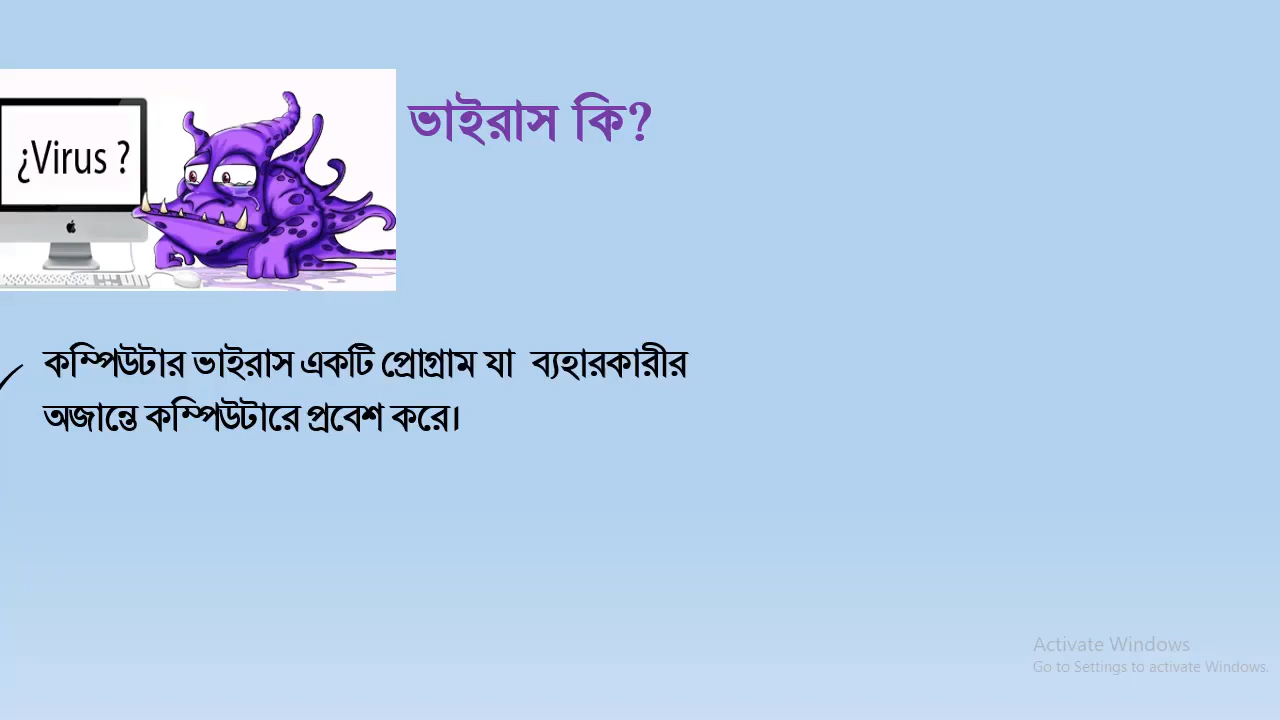 ভাইরাস কি?
¿Virus ?
কম্পিউটার ভাইরাস একটি প্রোগ্রাম যা ব্যহারকারীর
অজান্তে কম্পিউটারে প্রবেশ করে।
Activate Windows
Go to Settings to activate Windows.